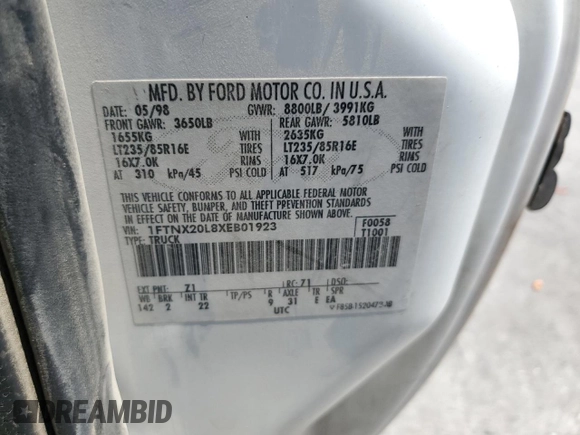 MFD. BY FORD MOTOR CO. IN U.S.A.
DATE: 05/98 GVWR: 8800LB/ 3991KG
FRONT GAWR: 3650LB REAR GAWR: 5810LB
1655KG WITH 2635KG WITH
LT235/85R16E TIRES LT235/85R16E TIRES
16X7.0K RIMS 16X7.0K RIMS
AT 310 kPa/45 PSI COLD AT 517 kPa/75 PSI COLD
THIS VEHICLE CONFORMS TO ALL APPLICABLE FEDERAL MOTOR
VEHICLE SAFETY, BUMPER, AND THEFT PREVENTION STANDARDS
IN EFFECT ON THE DATE OF MANUFACTURE SHOWN ABOVE.
VIN: 1FTNX20L8XEB01923 F0058
TYPE: TRUCK T1001
EXT PNT: Z1 RC: Z1 DSO:
WB BRK INT TR TP/PS R AXLE TR SPR
142 2 22 9 31 E EA
UTC
DREAMBID